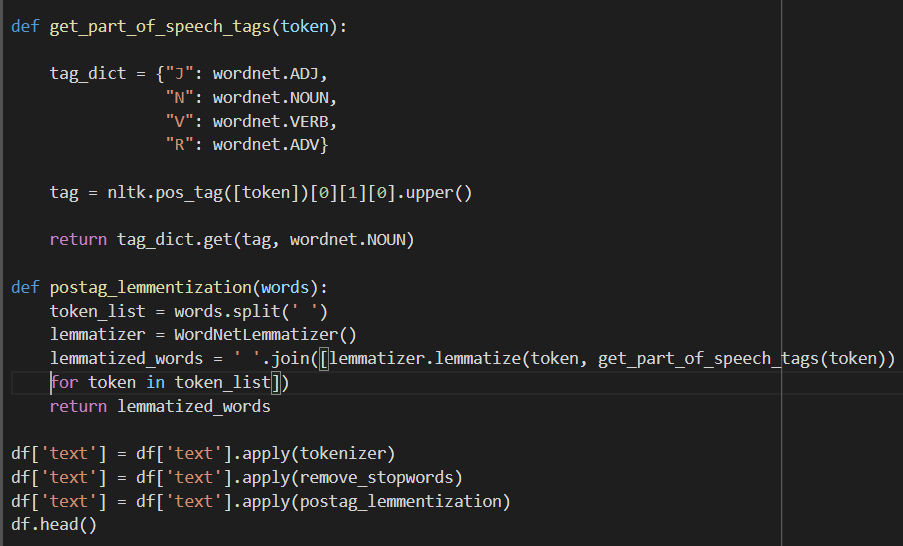 def get_part_of_speech_tags(token):
tag_dict = {"J": wordnet.ADJ,
"N": wordnet.NOUN,
"V": wordnet.VERB,
"R": wordnet.ADV}
tag = nltk.pos_tag([token])[0][1][0].upper()
return tag_dict.get(tag, wordnet.NOUN)
def postag_lemmentization(words):
token_list = words.split(' ')
lemmatizer = WordNetLemmatizer()
lemmatized_words = ' '.join([lemmatizer.lemmatize(token, get_part_of_speech_tags(token))
for token in token_list])
return lemmatized_words
df['text'] = df['text'].apply(tokenizer)
df['text'] = df['text'].apply(remove_stopwords)
df['text'] = df['text'].apply(postag_lemmentization)
df.head()